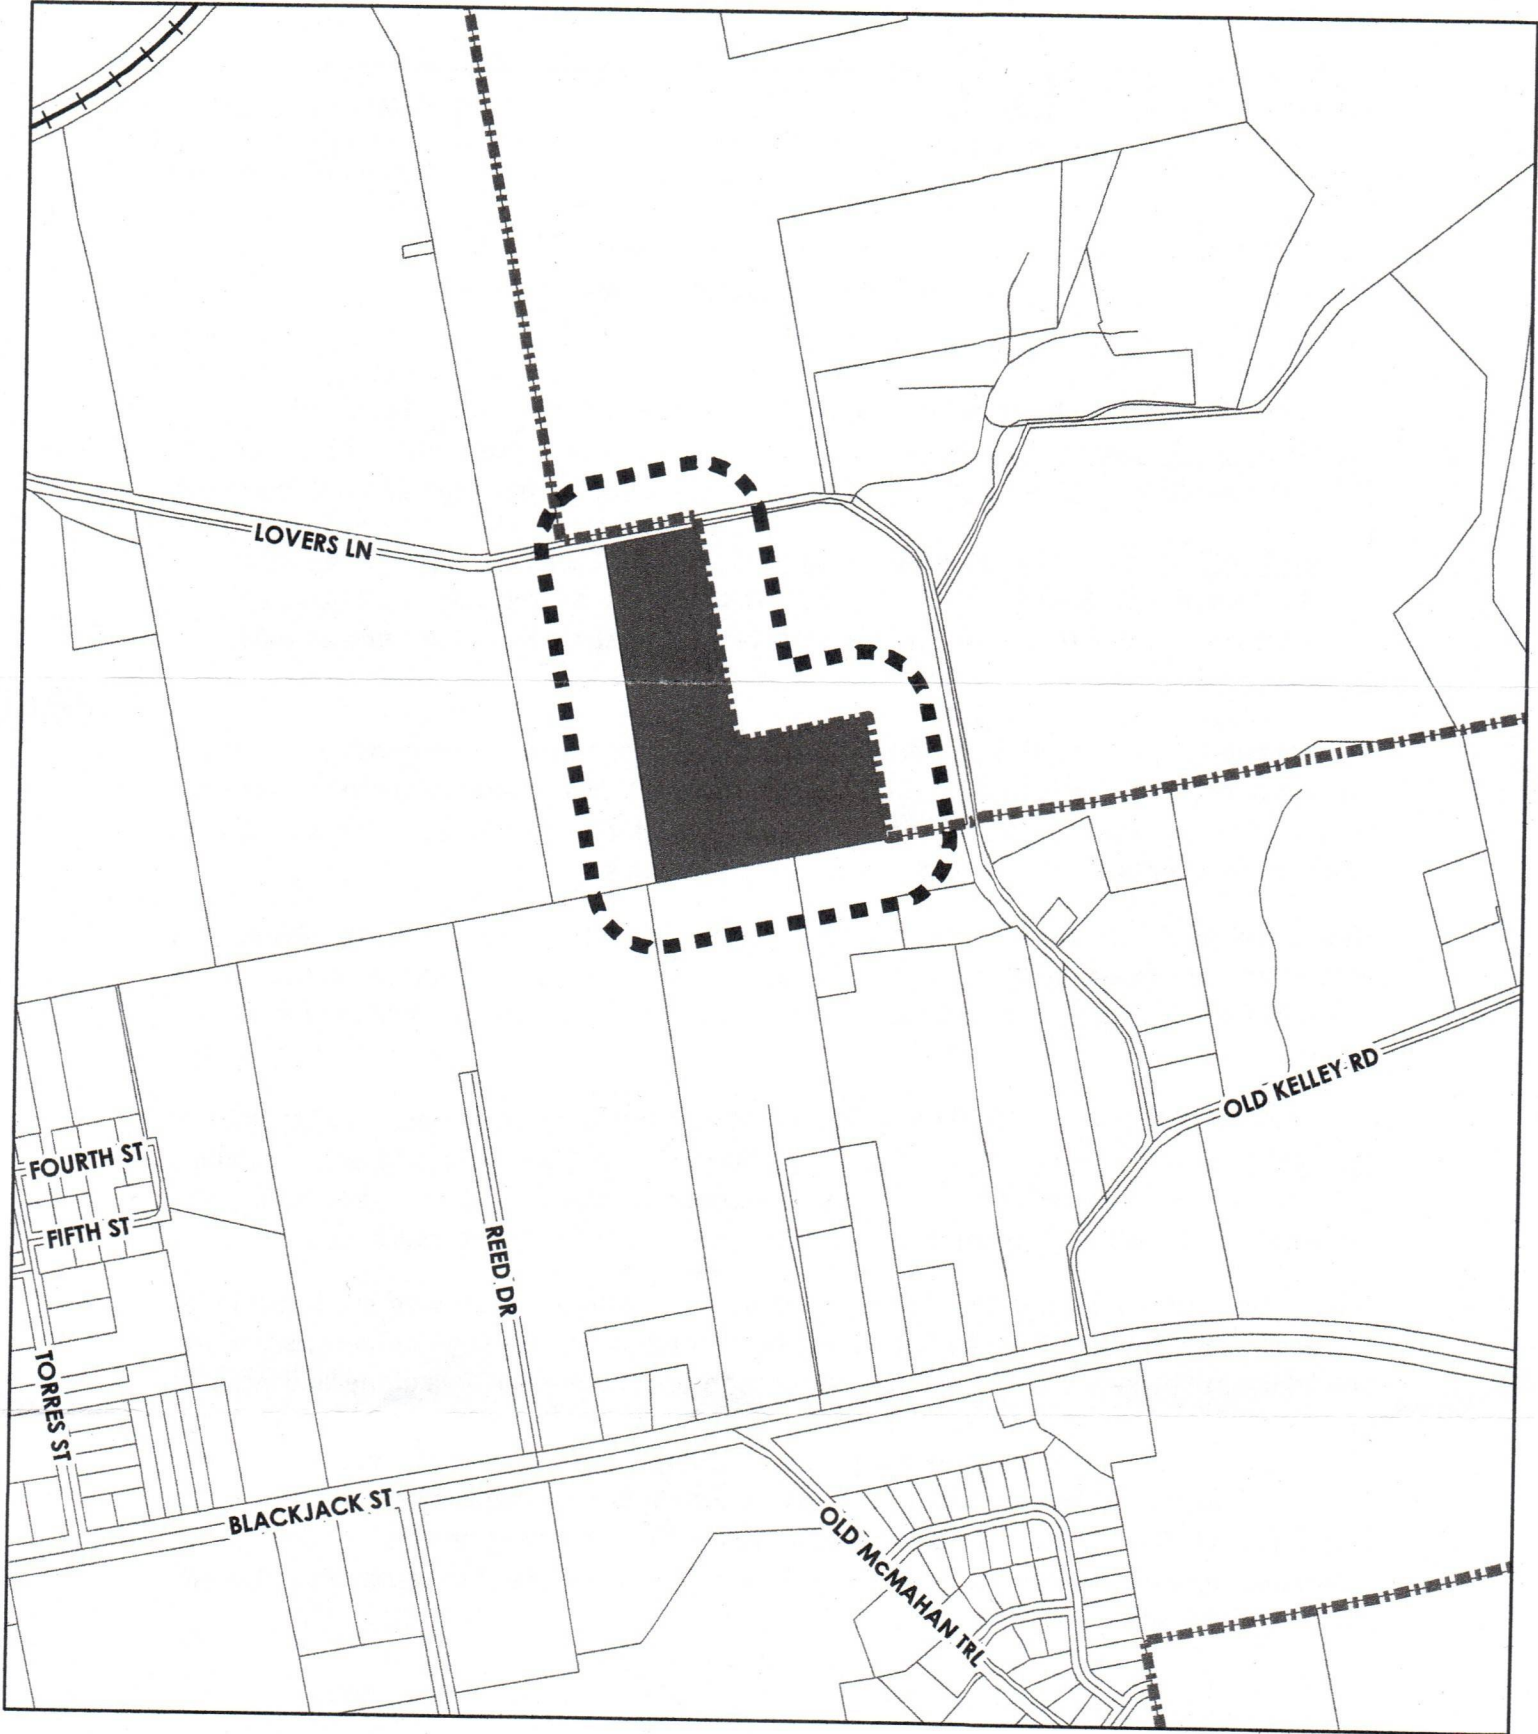 LOVERS LN
OLD KELLEY RD
FOURTH ST
FIFTH ST
REED DR
TORRES ST
BLACKJACK ST
OLD McMAHAN TRL